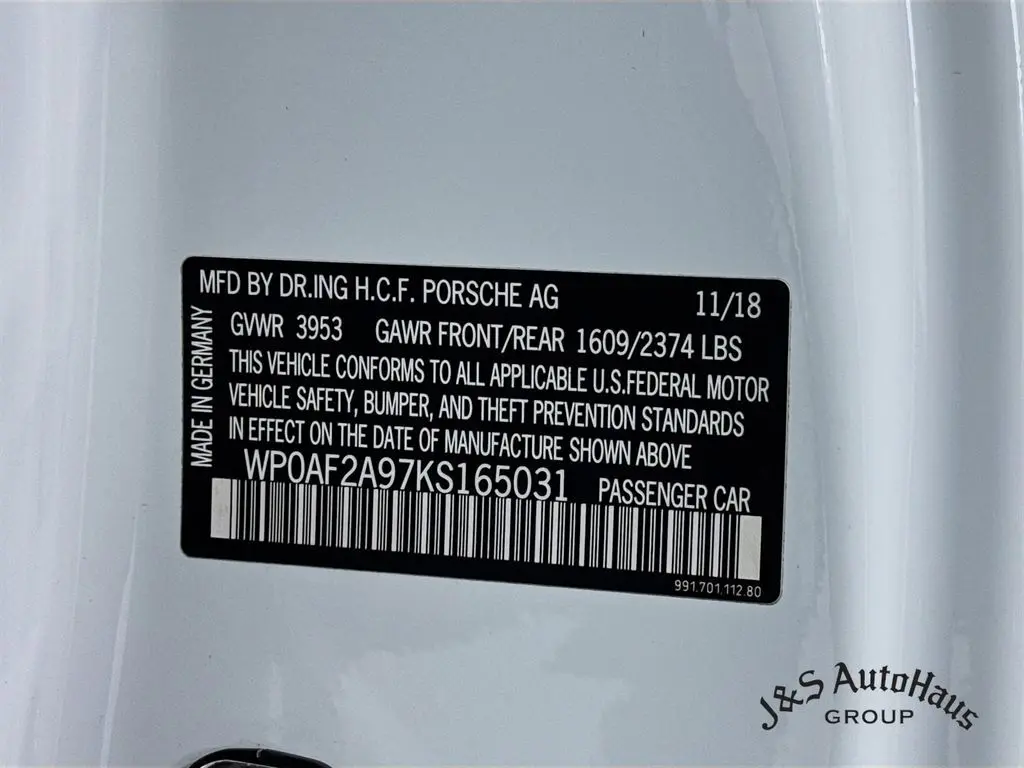 MFD BY DR.ING H.C.F. PORSCHE AG 11/18
GVWR 3953 GAWR FRONT/REAR 1609/2374 LBS
THIS VEHICLE CONFORMS TO ALL APPLICABLE U.S.FEDERAL MOTOR
VEHICLE SAFETY, BUMPER, AND THEFT PREVENTION STANDARDS
IN EFFECT ON THE DATE OF MANUFACTURE SHOWN ABOVE
WP0AF2A97KS165031 PASSENGER CAR
991.701.112.80
MADE IN GERMANY
J&S AutoHaus
GROUP